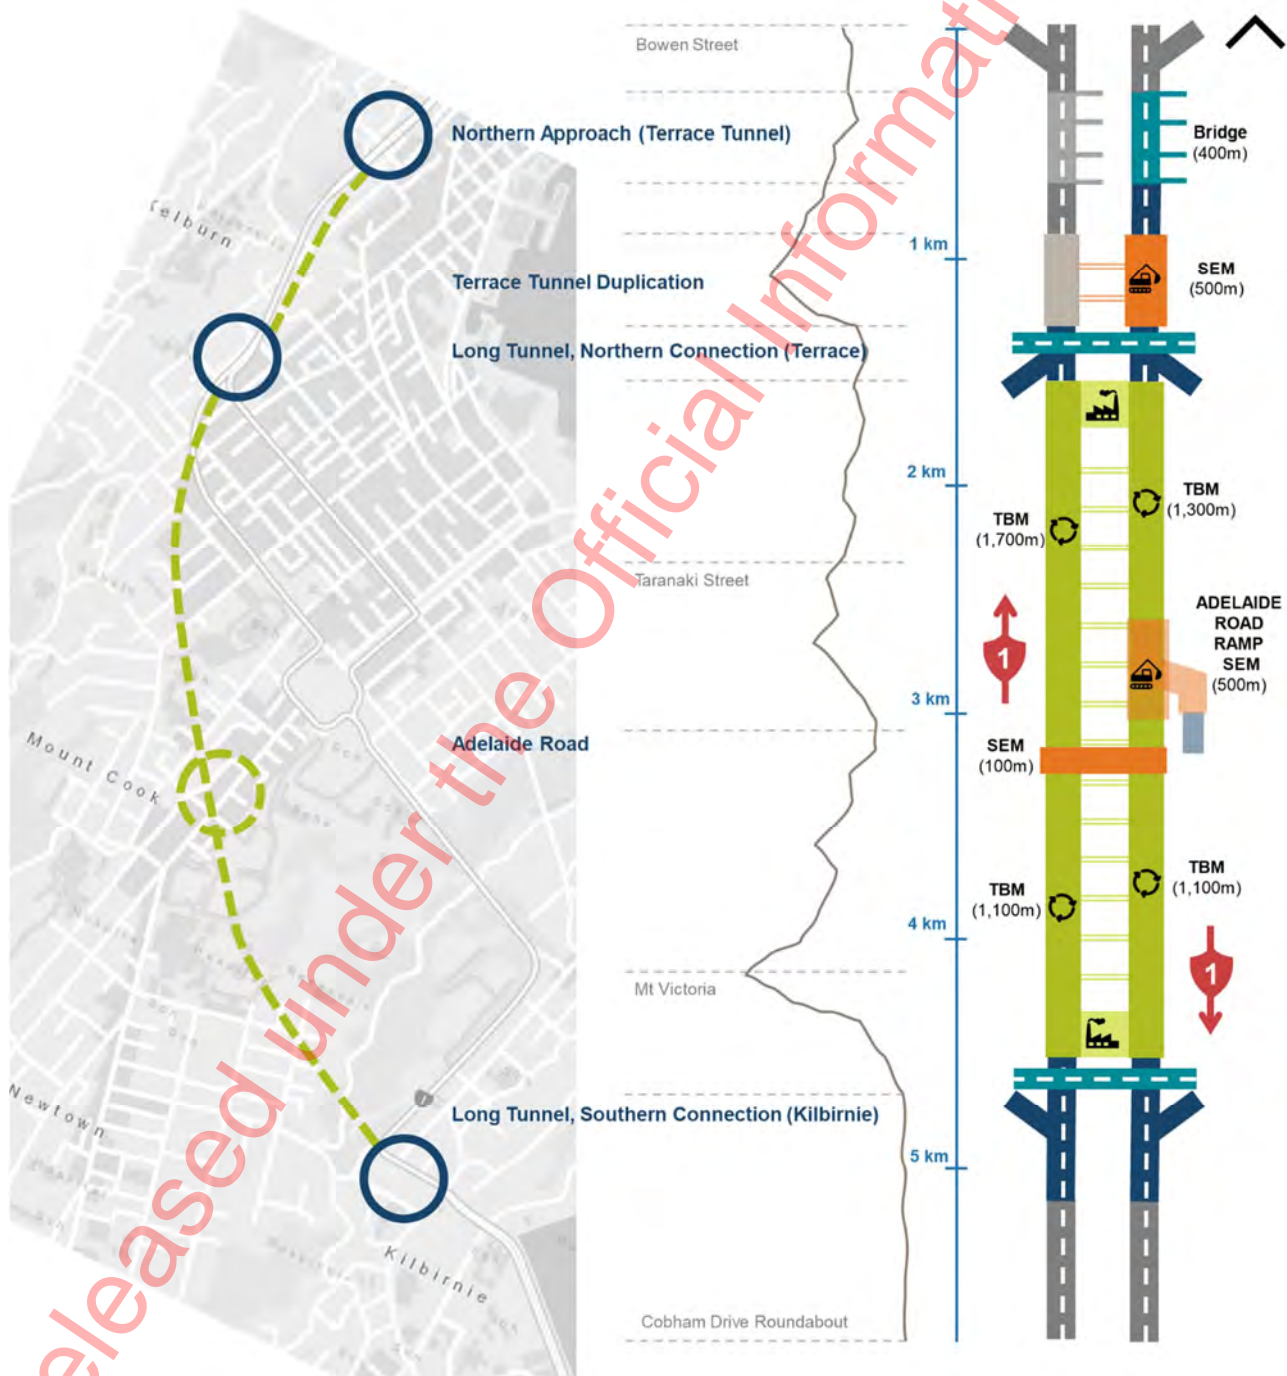 Bowen Street
Northern Approach (Terrace Tunnel)
Bridge
(400m)
Kelburn
1 km
SEM
(500m)
Terrace Tunnel Duplication
Long Tunnel, Northern Connection (Terrace)
2 km
TBM
(1,300m)
TBM
(1,700m)
Taranaki Street
ADELAIDE
ROAD
RAMP
SEM
(500m)
1
3 km
Adelaide Road
SEM
(100m)
Mount Cook
TBM
(1,100m)
TBM
(1,100m)
4 km
1
Mt Victoria
Newtown
1
Long Tunnel, Southern Connection (Kilbirnie)
5 km
Kilbirnie
Cobham Drive Roundabout
eleased under the Official Informati